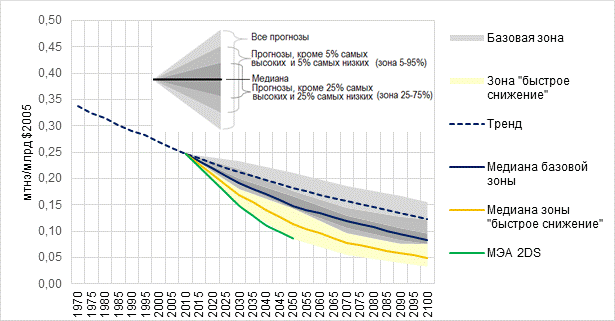 0,50
0,45
0,40
0,35
0,30
0,25
0,20
0,15
0,10
0,05
0,00
мтнэ/млрд $2005
Все прогнозы
Прогнозы, кроме 5% самых
высоких и 5% самых низких (зона 5-95%)
Медиана
Прогнозы, кроме 25% самых
высоких и 25% самых низких (зона 25-75%)
1970
1975
1980
1985
1990
1995
2000
2005
2010
2015
2020
2025
2030
2035
2040
2045
2050
2055
2060
2065
2070
2075
2080
2085
2090
2095
2100
Базовая зона
Зона "быстрое
снижение"
Тренд
Медиана базовой
зоны
Медиана зоны
"быстрое снижение"
МЭА 2DS